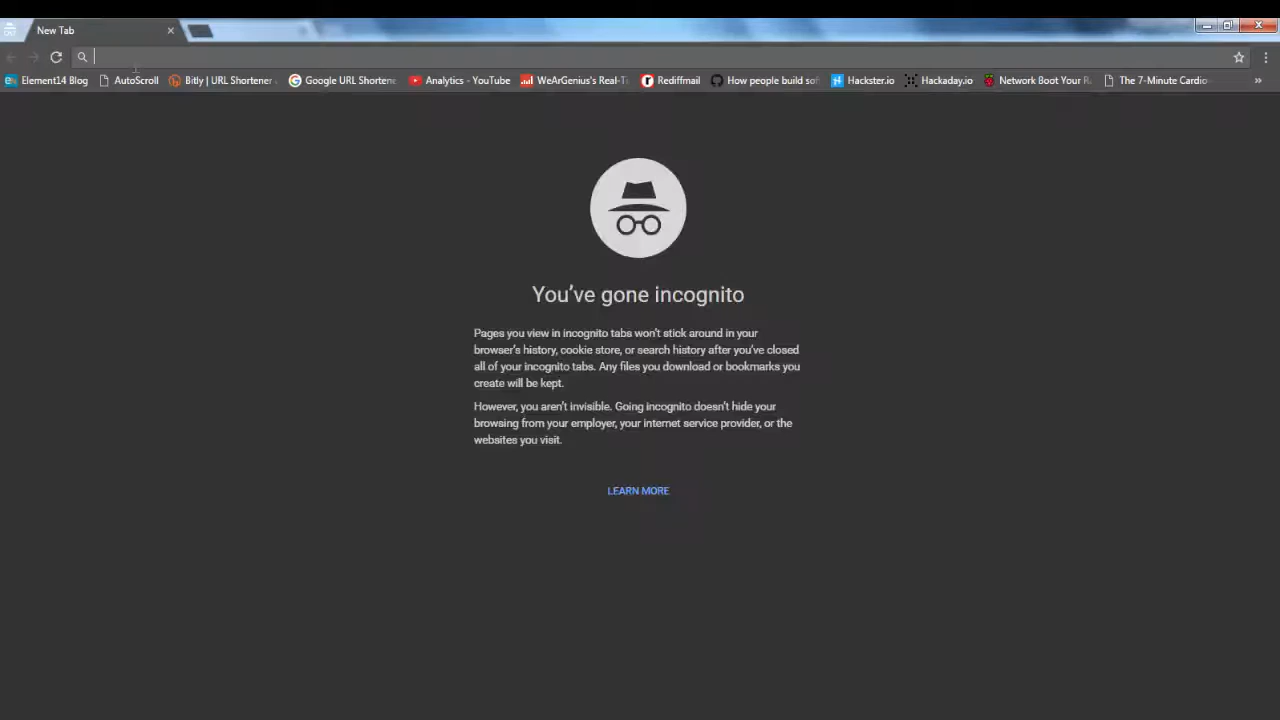 New Tab
Element14 Blog AutoScroll Bitly | URL Shortener Google URL Shortene Analytics - YouTube WeArGenius's Real-T Rediffmail How people build sof Hackster.io Hackaday.io Network Boot Your R The 7-Minute Cardio
You've gone incognito
Pages you view in incognito tabs won't stick around in your
browser's history, cookie store, or search history after you've closed
all of your incognito tabs. Any files you download or bookmarks you
create will be kept.
However, you aren't invisible. Going incognito doesn't hide your
browsing from your employer, your internet service provider, or the
websites you visit.
LEARN MORE